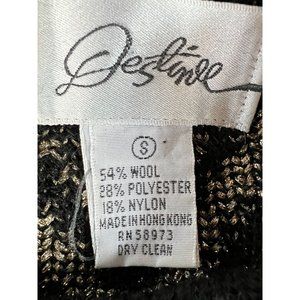 Destinee
S
54% WOOL
28% POLYESTER
18% NYLON
MADE IN HONG KONG
RN 58973
DRY CLEAN